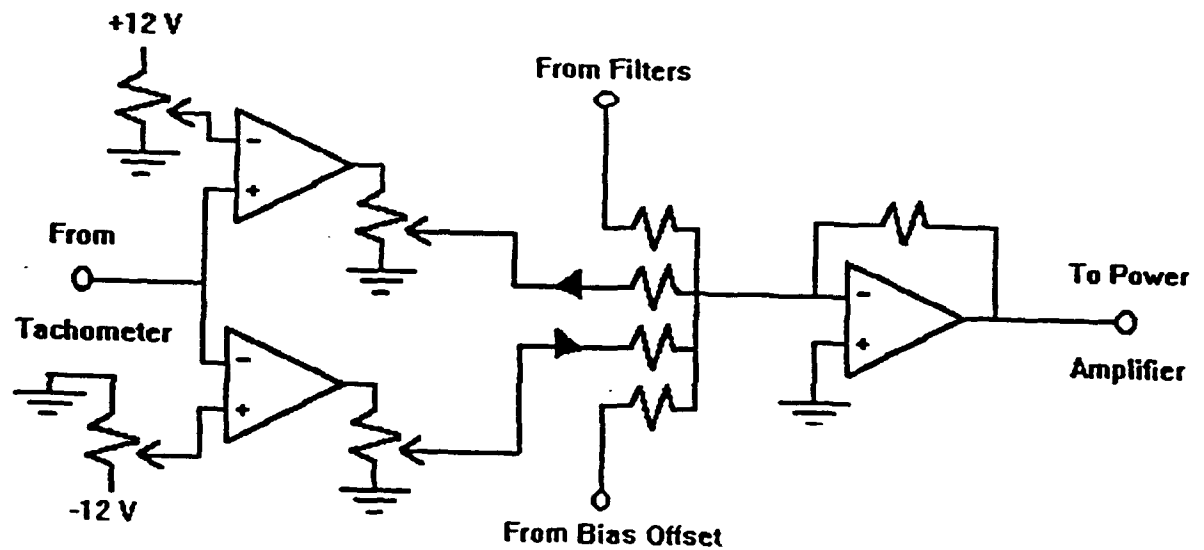 +12 V
From Filters
From
Tachometer
-12 V
From Bias Offset
To Power
Amplifier
-
+
-
+
-
+